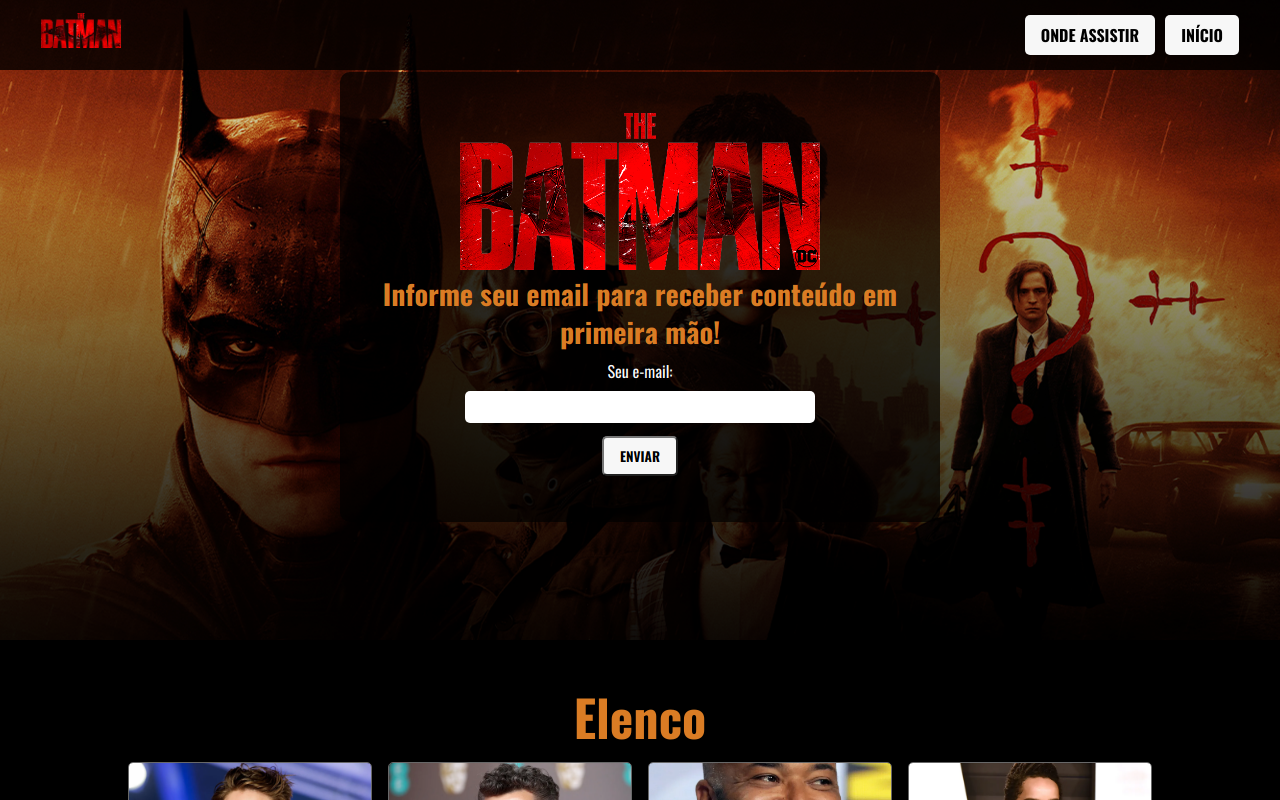 THE
BATMAN
ONDE ASSISTIR
INÍCIO
THE
BATMAN
DC
Informe seu email para receber conteúdo em
primeira mão!
Seu e-mail:
ENVIAR
Elenco